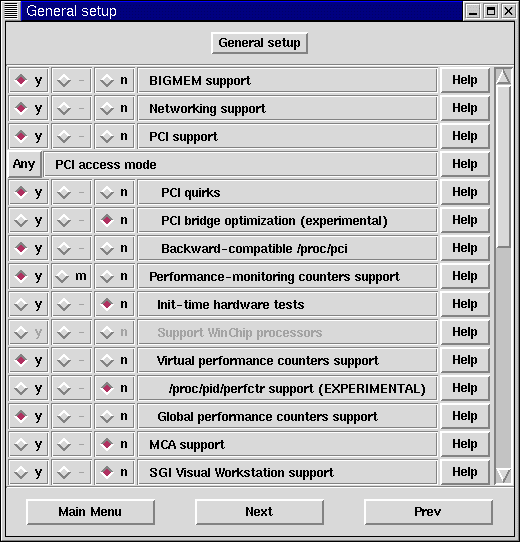 General setup
General setup
y - n BIGMEM support Help
y - n Networking support Help
y - n PCI support Help
Any PCI access mode Help
y - n PCI quirks Help
y - n PCI bridge optimization (experimental) Help
y - n Backward-compatible /proc/pci Help
y m n Performance-monitoring counters support Help
y - n Init-time hardware tests Help
y - n Support WinChip processors Help
y - n Virtual performance counters support Help
y - n /proc/pid/perfctr support (EXPERIMENTAL) Help
y - n Global performance counters support Help
y - n MCA support Help
y - n SGI Visual Workstation support Help
Main Menu Next Prev